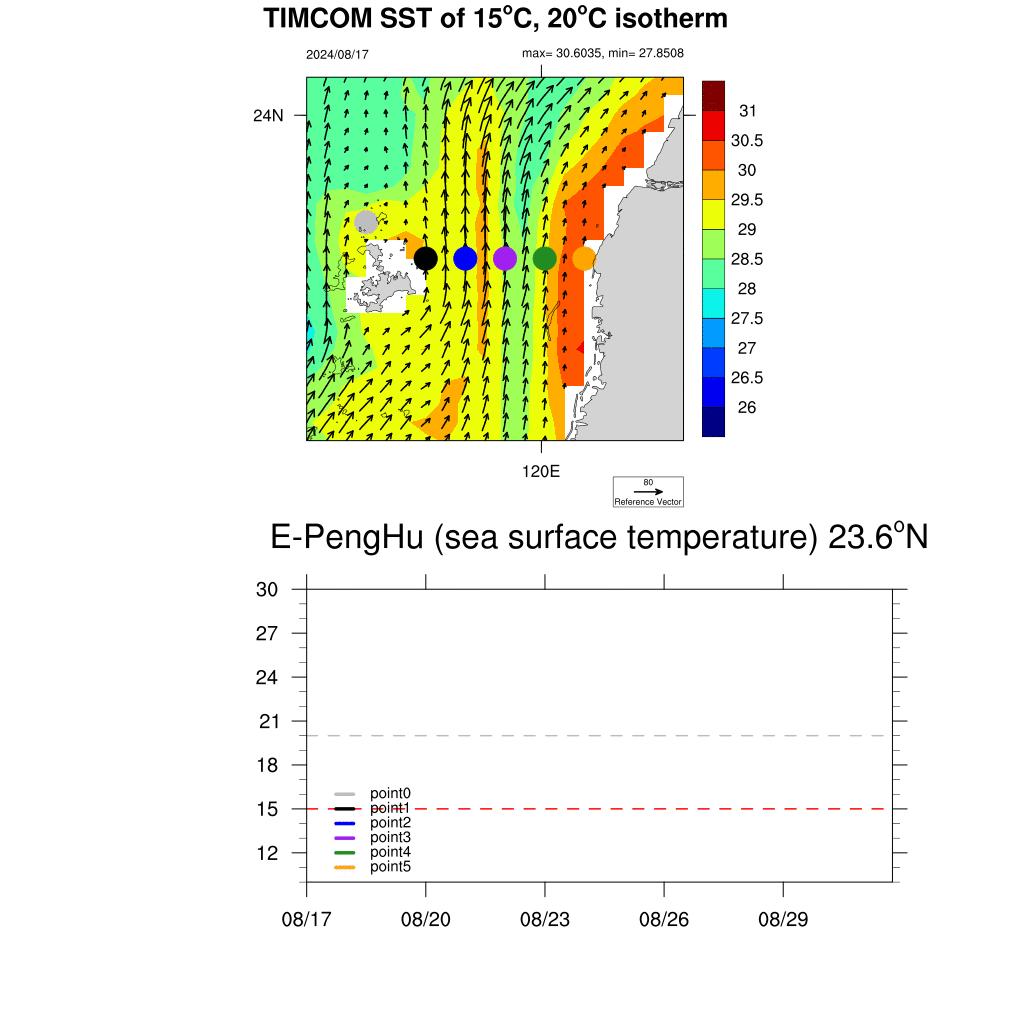 TIMCOM SST of 15°C, 20°C isotherm
2024/08/17
max= 30.6035, min= 27.8508
24N
120E
31
30.5
30
29.5
29
28.5
28
27.5
27
26.5
26
80
Reference Vector
E-PengHu (sea surface temperature) 23.6°N
30
27
24
21
18
15
12
point0
point1
point2
point3
point4
point5
08/17
08/20
08/23
08/26
08/29